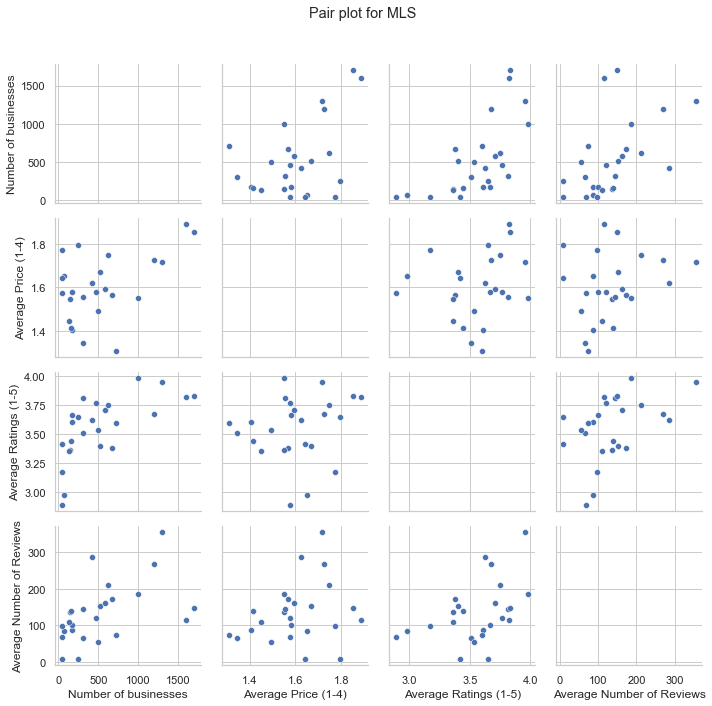 Pair plot for MLS
Number of businesses
1500
1000
500
0
Average Price (1-4)
1.8
1.6
1.4
Average Ratings (1-5)
4.00
3.75
3.50
3.25
3.00
Average Number of Reviews
300
200
100
0
0 500 1000 1500
1.4 1.6 1.8
3.0 3.5 4.0
0 100 200 300
Number of businesses
Average Price (1-4)
Average Ratings (1-5)
Average Number of Reviews